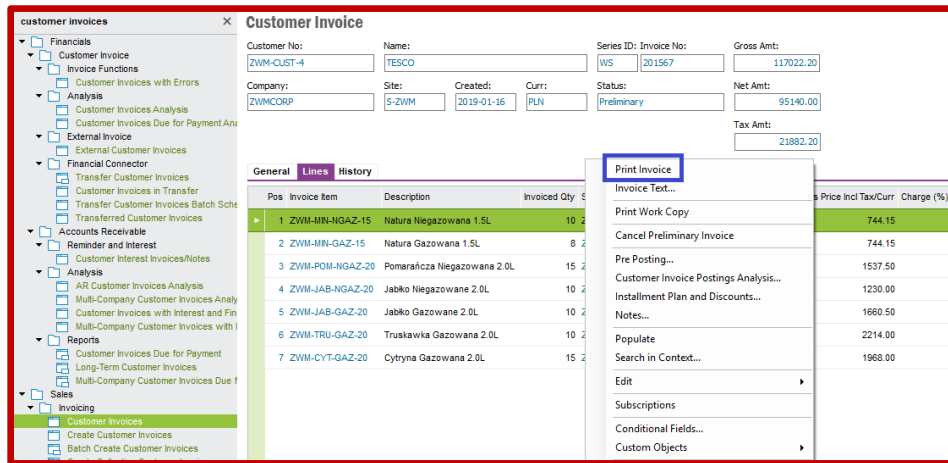 customer invoices
Financials
Customer Invoice
Invoice Functions
Customer Invoices with Errors
Analysis
Customer Invoices Analysis
Customer Invoices Due for Payment Ana
External Invoice
External Customer Invoices
Financial Connector
Transfer Customer Invoices
Customer Invoices in Transfer
Transfer Customer Invoices Batch Sche
Transferred Customer Invoices
Accounts Receivable
Reminder and Interest
Customer Interest Invoices/Notes
Analysis
AR Customer Invoices Analysis
Multi-Company Customer Invoices Analy
Customer Invoices with Interest and Fin
Multi-Company Customer Invoices with I
Reports
Customer Invoices Due for Payment
Long-Term Customer Invoices
Multi-Company Customer Invoices Due f
Sales
Invoicing
Customer Invoices
Create Customer Invoices
Batch Create Customer Invoices
Customer Invoice
Customer No: Name: Series ID: Invoice No: Gross Amt:
ZWM-CUST-4 TESCO WS 201567 117022.20
Company: Site: Created: Curr: Status: Net Amt:
ZWMCORP S-ZWM 2019-01-16 PLN Preliminary 95140.00
Tax Amt:
21882.20
General Lines History
Pos Invoice Item Description Invoiced Qty S s Price Incl Tax/Curr Charge (%)
1 ZWM-MIN-NGAZ-15 Natura Niegazowana 1.5L 10 Z 744.15
2 ZWM-MIN-GAZ-15 Natura Gazowana 1.5L 8 Z 744.15
3 ZWM-POM-NGAZ-20 Pomarańcza Niegazowana 2.0L 15 Z 1537.50
4 ZWM-JAB-NGAZ-20 Jabłko Niegazowane 2.0L 10 Z 1230.00
5 ZWM-JAB-GAZ-20 Jabłko Gazowane 2.0L 10 Z 1660.50
6 ZWM-TRU-GAZ-20 Truskawka Gazowana 2.0L 10 Z 2214.00
7 ZWM-CYT-GAZ-20 Cytryna Gazowana 2.0L 15 Z 1968.00
Print Invoice
Invoice Text...
Print Work Copy
Cancel Preliminary Invoice
Pre Posting...
Customer Invoice Postings Analysis...
Installment Plan and Discounts...
Notes...
Populate
Search in Context...
Edit
Subscriptions
Conditional Fields...
Custom Objects